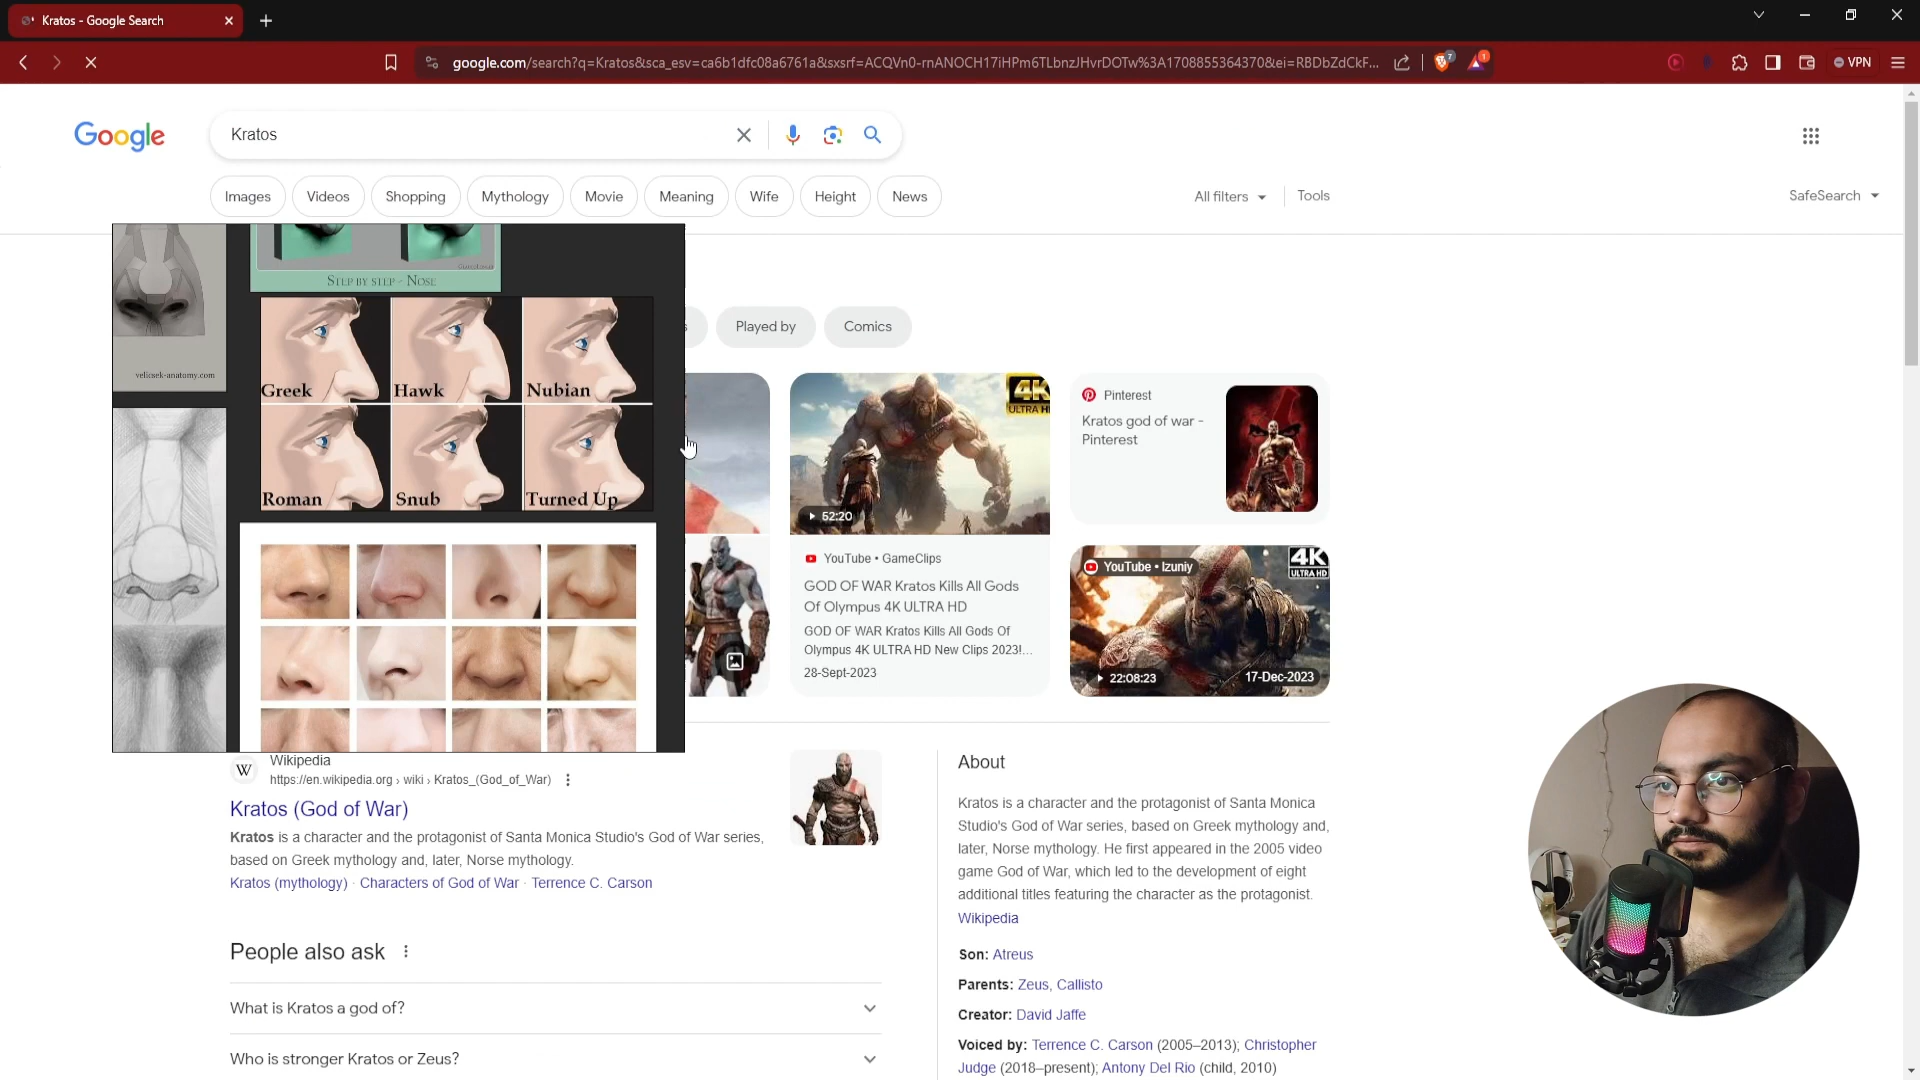 Kratos - Google Search
google.com/search?q=Kratos&sca_esv=ca6b1dfc08a6761a&sxsrf=ACQVn0-rnANOCH17iHPm6TLbnzJHvrDOTw%3A1708855364370&ei=RBDbZdCkF...
7
1
VPN
Google
Kratos
Images
Videos
Shopping
Mythology
Movie
Meaning
Wife
Height
News
All filters
Tools
SafeSearch
Step by step - Nose
velicsek-anatomy.com
Greek
Hawk
Nubian
Roman
Snub
Turned Up
s
Played by
Comics
4K
ULTRA H
52:20
YouTube • GameClips
GOD OF WAR Kratos Kills All Gods
Of Olympus 4K ULTRA HD
GOD OF WAR Kratos Kills All Gods Of
Olympus 4K ULTRA HD New Clips 2023!...
28-Sept-2023
Pinterest
Kratos god of war -
Pinterest
YouTube • Izuniy
4K
ULTRA HD
22:08:23
17-Dec-2023
W
Wikipedia
https://en.wikipedia.org › wiki › Kratos_(God_of_War)
Kratos (God of War)
Kratos is a character and the protagonist of Santa Monica Studio's God of War series,
based on Greek mythology and, later, Norse mythology.
Kratos (mythology) · Characters of God of War · Terrence C. Carson
People also ask
What is Kratos a god of?
Who is stronger Kratos or Zeus?
About
Kratos is a character and the protagonist of Santa Monica
Studio's God of War series, based on Greek mythology and,
later, Norse mythology. He first appeared in the 2005 video
game God of War, which led to the development of eight
additional titles featuring the character as the protagonist.
Wikipedia
Son: Atreus
Parents: Zeus, Callisto
Creator: David Jaffe
Voiced by: Terrence C. Carson (2005–2013); Christopher
Judge (2018–present); Antony Del Rio (child, 2010)